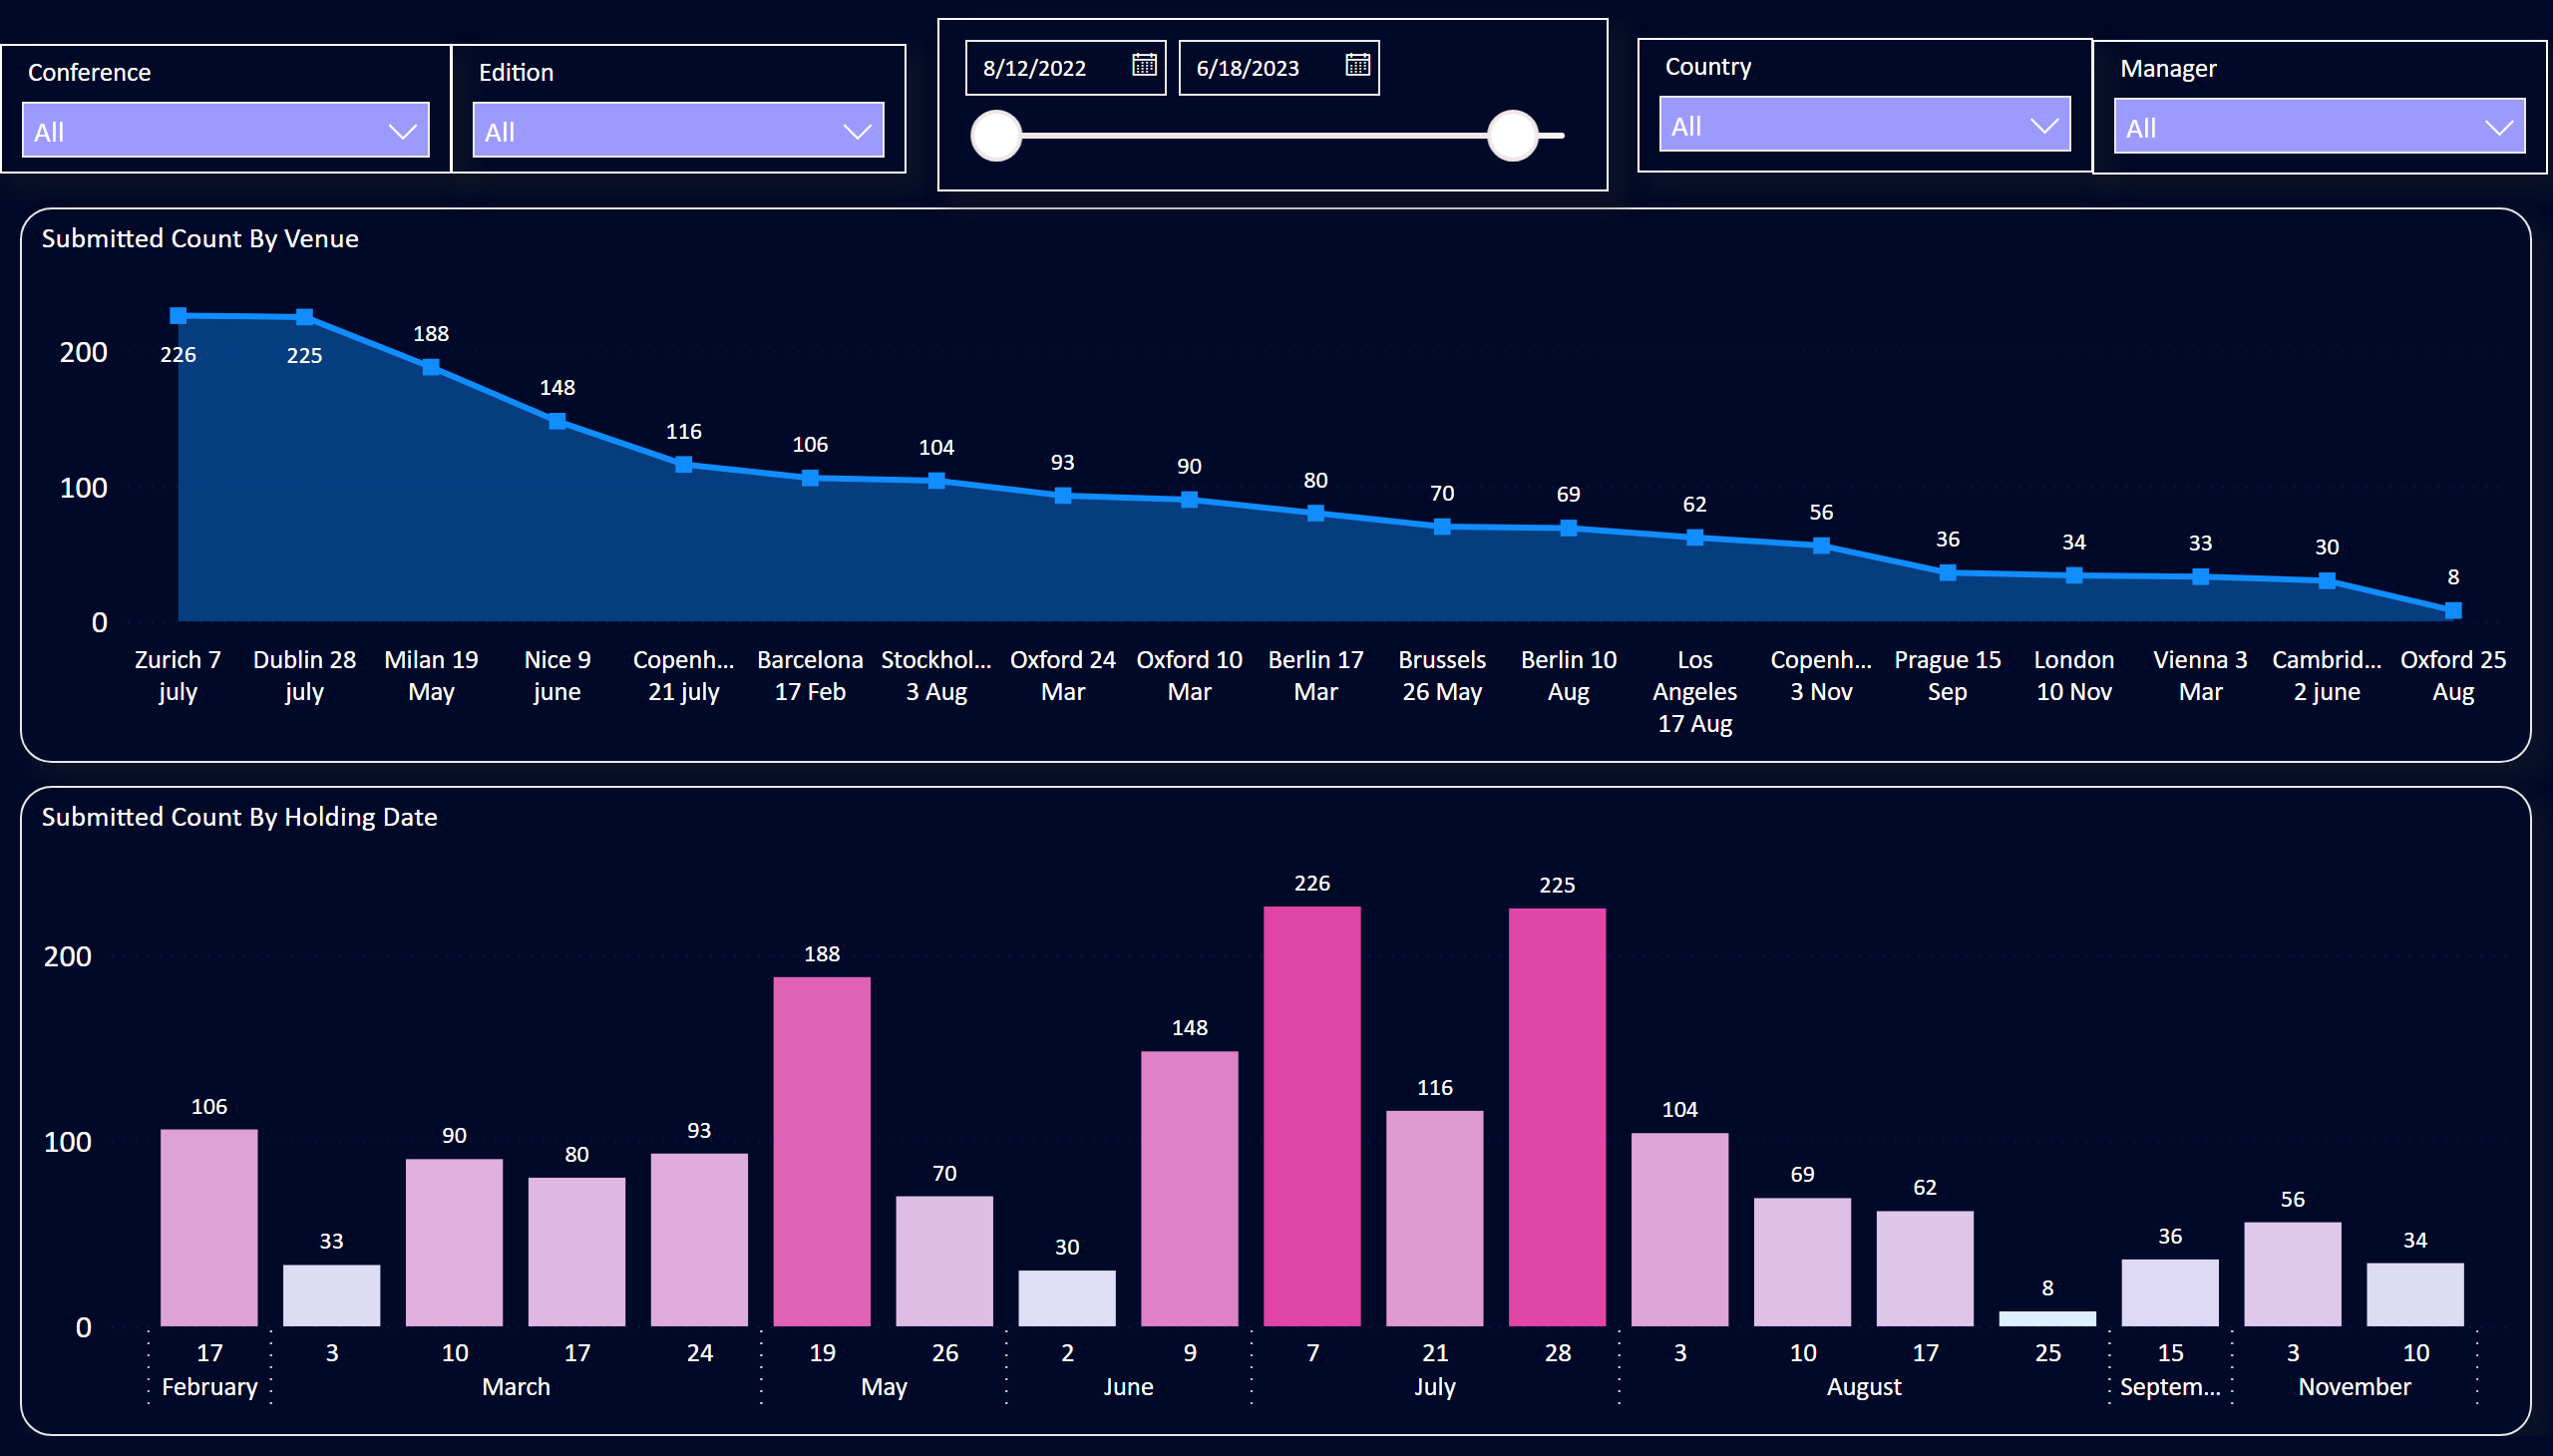 Conference
All
Edition
All
8/12/2022
6/18/2023
Country
All
Manager
All
Submitted Count By Venue
200
100
0
226
225
188
148
116
106
104
93
90
80
70
69
62
56
36
34
33
30
8
Zurich 7
july
Dublin 28
july
Milan 19
May
Nice 9
june
Copenh...
21 july
Barcelona
17 Feb
Stockhol...
3 Aug
Oxford 24
Mar
Oxford 10
Mar
Berlin 17
Mar
Brussels
26 May
Berlin 10
Aug
Los
Angeles
17 Aug
Copenh...
3 Nov
Prague 15
Sep
London
10 Nov
Vienna 3
Mar
Cambrid...
2 june
Oxford 25
Aug
Submitted Count By Holding Date
200
100
0
106
33
90
80
93
188
70
30
148
226
116
225
104
69
62
8
36
56
34
17
3
10
17
24
19
26
2
9
7
21
28
3
10
17
25
15
3
10
February
March
May
June
July
August
Septem...
November